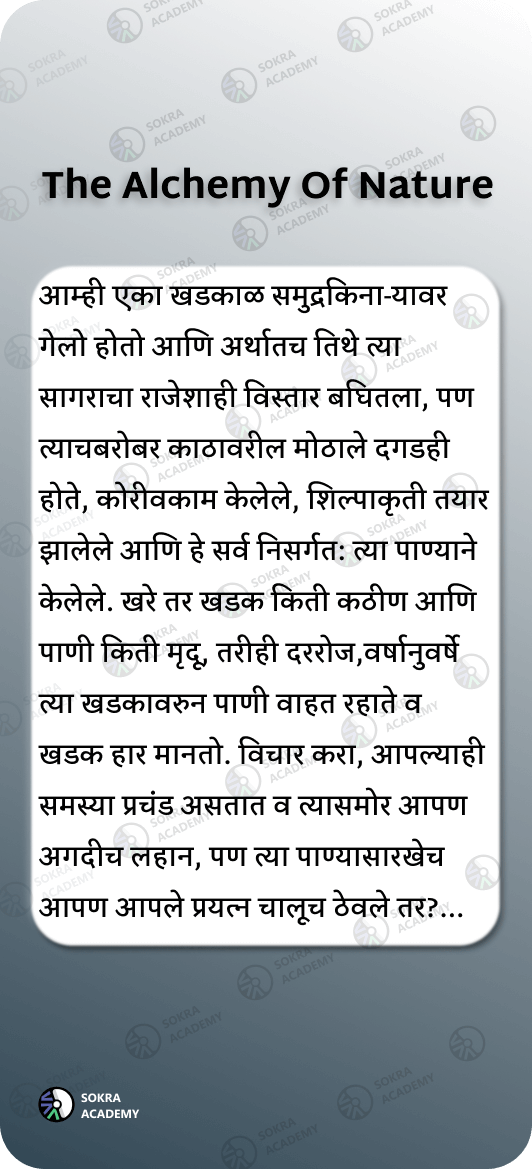 The Alchemy Of Nature
आम्ही एका खडकाळ समुद्रकिना-यावर
गेलो होतो आणि अर्थातच तिथे त्या
सागराचा राजेशाही विस्तार बघितला, पण
त्याचबरोबर काठावरील मोठाले दगडही
होते, कोरीवकाम केलेले, शिल्पाकृती तयार
झालेले आणि हे सर्व निसर्गत: त्या पाण्याने
केलेले. खरे तर खडक किती कठीण आणि
पाणी किती मृदू, तरीही दररोज,वर्षानुवर्षे
त्या खडकावरुन पाणी वाहत रहाते व
खडक हार मानतो. विचार करा, आपल्याही
समस्या प्रचंड असतात व त्यासमोर आपण
अगदीच लहान, पण त्या पाण्यासारखेच
आपण आपले प्रयत्न चालूच ठेवले तर?...
SOKRA
ACADEMY